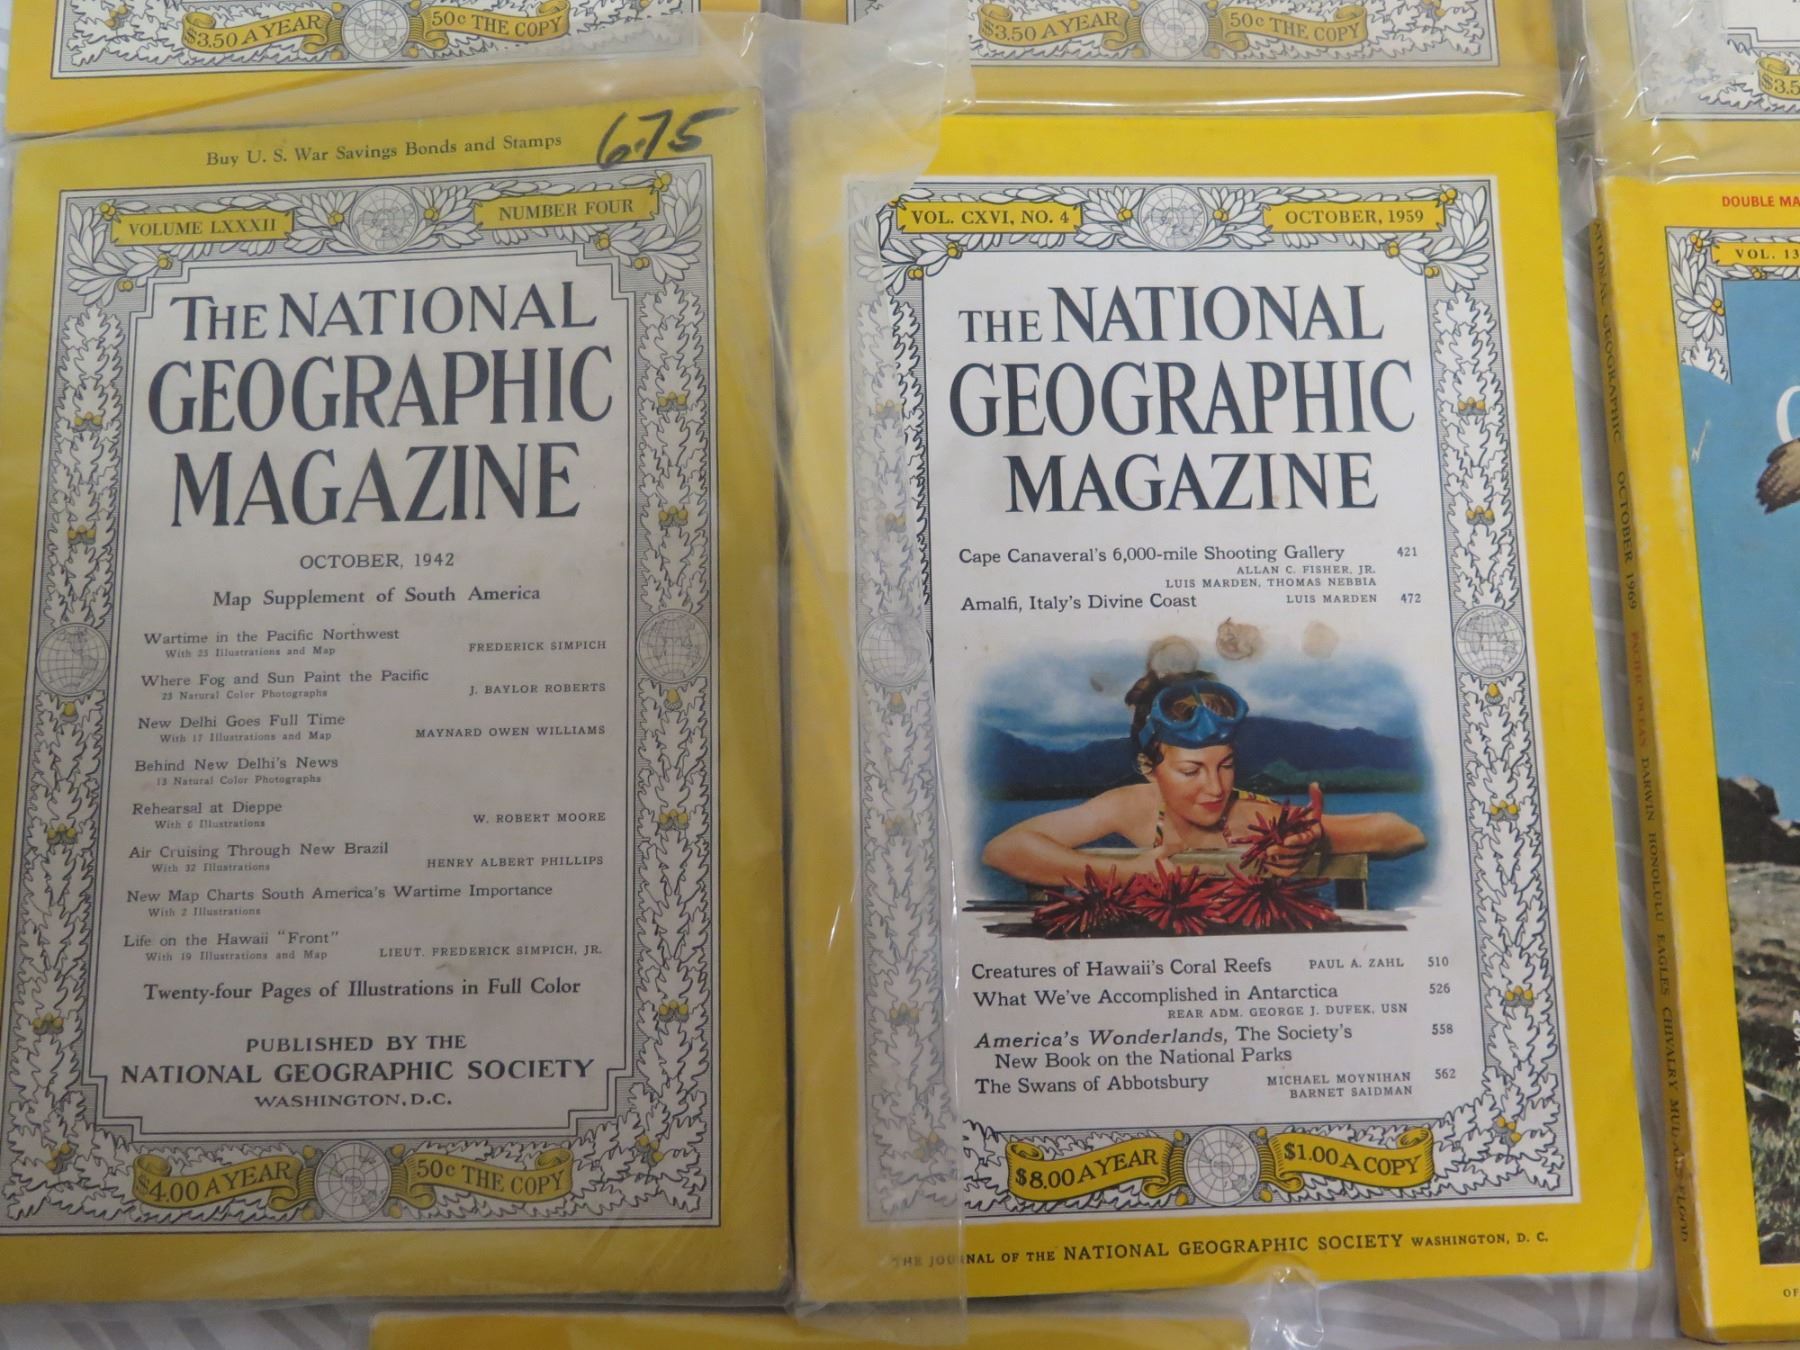 $3.50 A YEAR
50c THE COPY
$3.50 A YEAR
50c THE COPY
Buy U. S. War Savings Bonds and Stamps
6.75
VOLUME LXXXII
NUMBER FOUR
THE NATIONAL
GEOGRAPHIC
MAGAZINE
OCTOBER, 1942
Map Supplement of South America
Wartime in the Pacific Northwest
With 25 Illustrations and Map
FREDERICK SIMPICH
Where Fog and Sun Paint the Pacific
23 Natural Color Photographs
J. BAYLOR ROBERTS
New Delhi Goes Full Time
With 17 Illustrations and Map
MAYNARD OWEN WILLIAMS
Behind New Delhi's News
13 Natural Color Photographs
Rehearsal at Dieppe
With 6 Illustrations
W. ROBERT MOORE
Air Cruising Through New Brazil
With 32 Illustrations
HENRY ALBERT PHILLIPS
New Map Charts South America's Wartime Importance
With 2 Illustrations
Life on the Hawaii "Front"
With 19 Illustrations and Map
LIEUT. FREDERICK SIMPICH, JR.
Twenty-four Pages of Illustrations in Full Color
PUBLISHED BY THE
NATIONAL GEOGRAPHIC SOCIETY
WASHINGTON, D.C.
$4.00 A YEAR
50c THE COPY
VOL. CXVI, NO. 4
OCTOBER, 1959
THE NATIONAL
GEOGRAPHIC
MAGAZINE
Cape Canaveral's 6,000-mile Shooting Gallery 421
ALLAN C. FISHER, JR.
LUIS MARDEN, THOMAS NEBBIA
Amalfi, Italy's Divine Coast LUIS MARDEN 472
Creatures of Hawaii's Coral Reefs PAUL A. ZAHL 510
What We've Accomplished in Antarctica 526
REAR ADM. GEORGE J. DUFEK, USN
America's Wonderlands, The Society's 558
New Book on the National Parks
The Swans of Abbotsbury MICHAEL MOYNIHAN 562
BARNET SAIDMAN
$8.00 A YEAR
$1.00 A COPY
THE JOURNAL OF THE NATIONAL GEOGRAPHIC SOCIETY WASHINGTON, D. C.
$3.5
DOUBLE MA
VOL. 13
GEOGRAPHIC OCTOBER 1969 PACIFIC OCEAN DARWIN HONOLULU EAGLES CHIVALRY
OF